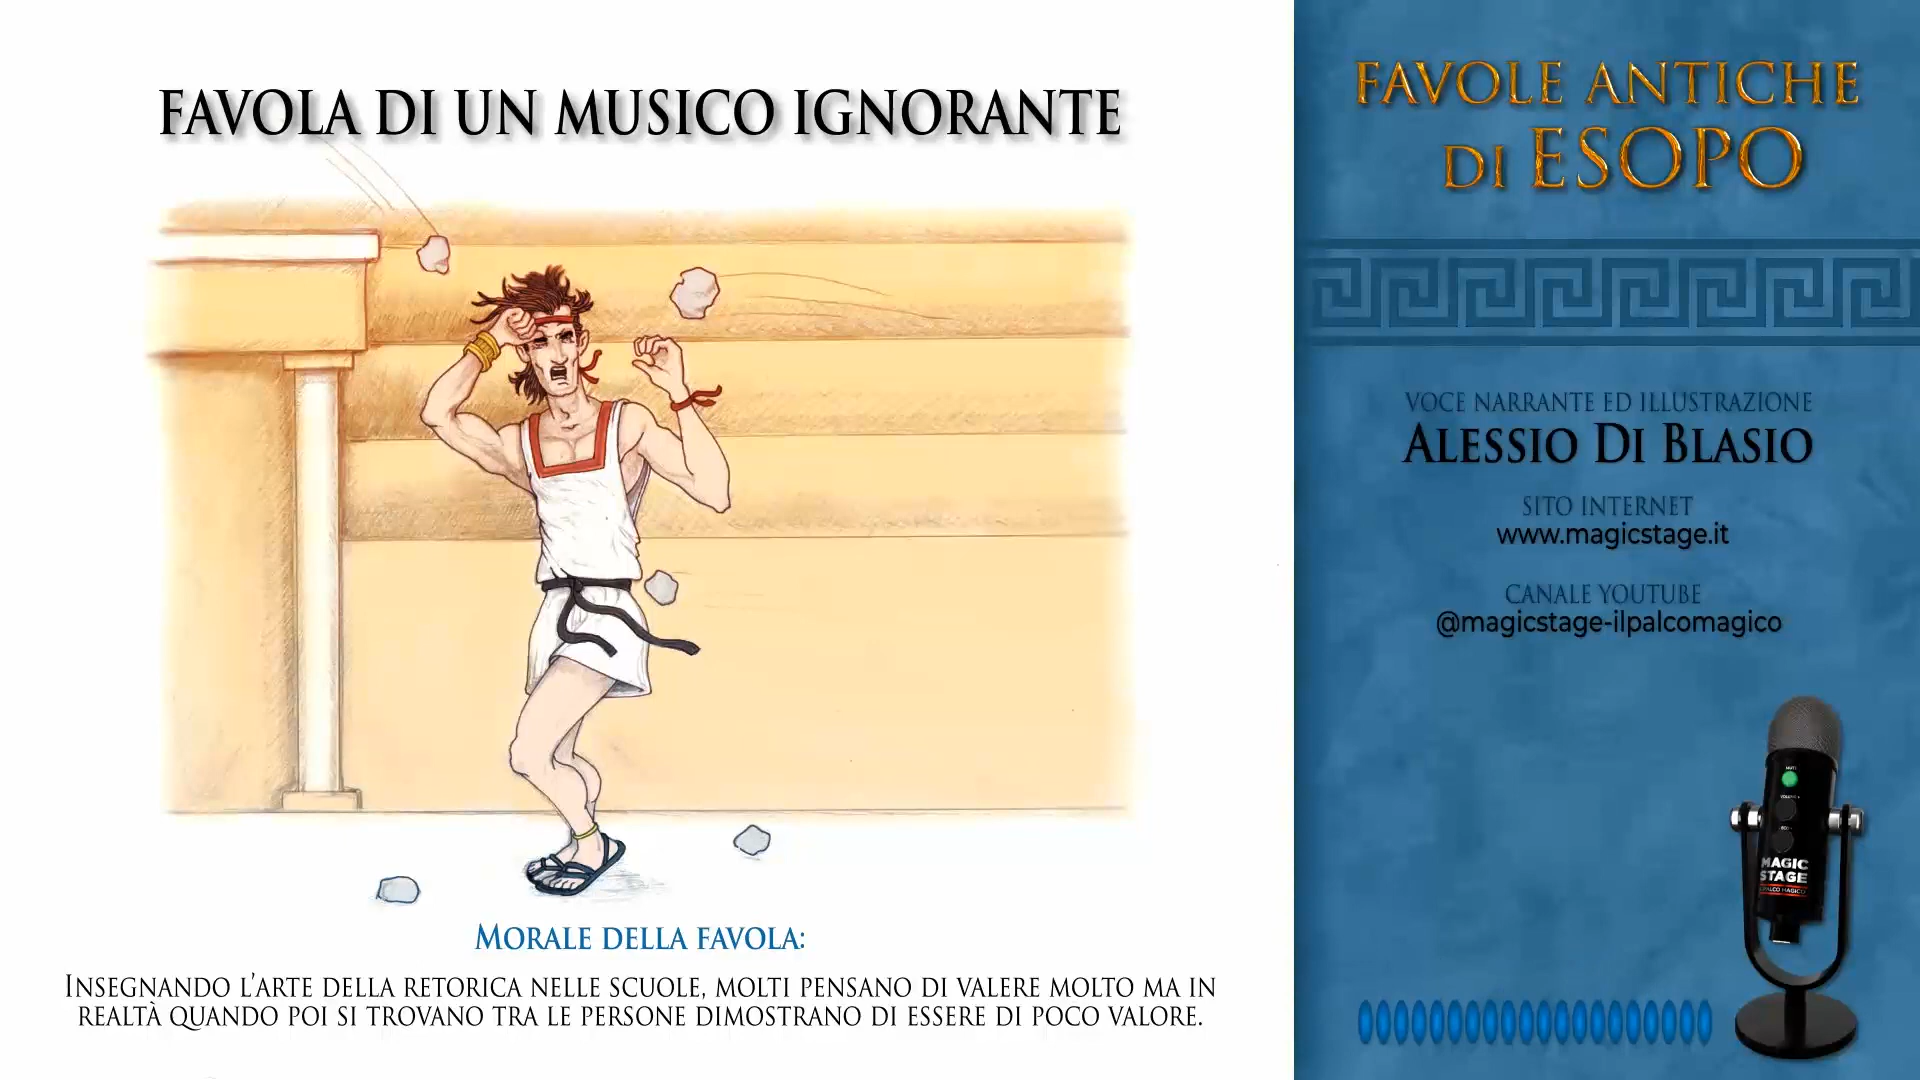 FAVOLA DI UN MUSICO IGNORANTE
MORALE DELLA FAVOLA:
INSEGNANDO L'ARTE DELLA RETORICA NELLE SCUOLE, MOLTI PENSANO DI VALERE MOLTO MA IN
REALTÀ QUANDO POI SI TROVANO TRA LE PERSONE DIMOSTRANO DI ESSERE DI POCO VALORE.
FAVOLE ANTICHE
DI ESOPO
VOCE NARRANTE ED ILLUSTRAZIONE
ALESSIO DI BLASIO
SITO INTERNET
www.magicstage.it
CANALE YOUTUBE
@magicstage-ilpalcomagico
MAGIC
STAGE